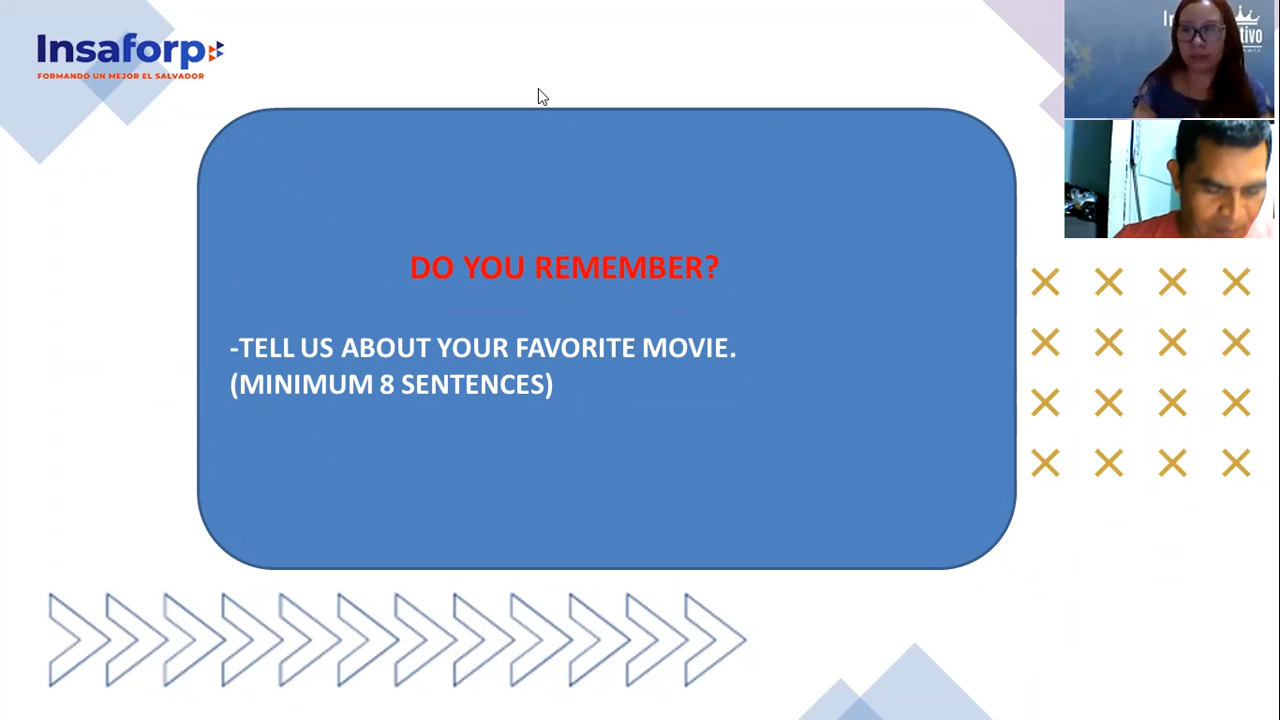 Insaforp
FORMANDO UN MEJOR EL SALVADOR
DO YOU REMEMBER?
-TELL US ABOUT YOUR FAVORITE MOVIE.
(MINIMUM 8 SENTENCES)